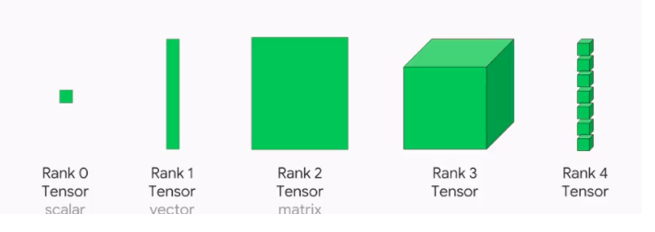 Rank 0 Tensor scalar
Rank 1 Tensor vector
Rank 2 Tensor matrix
Rank 3 Tensor
Rank 4 Tensor